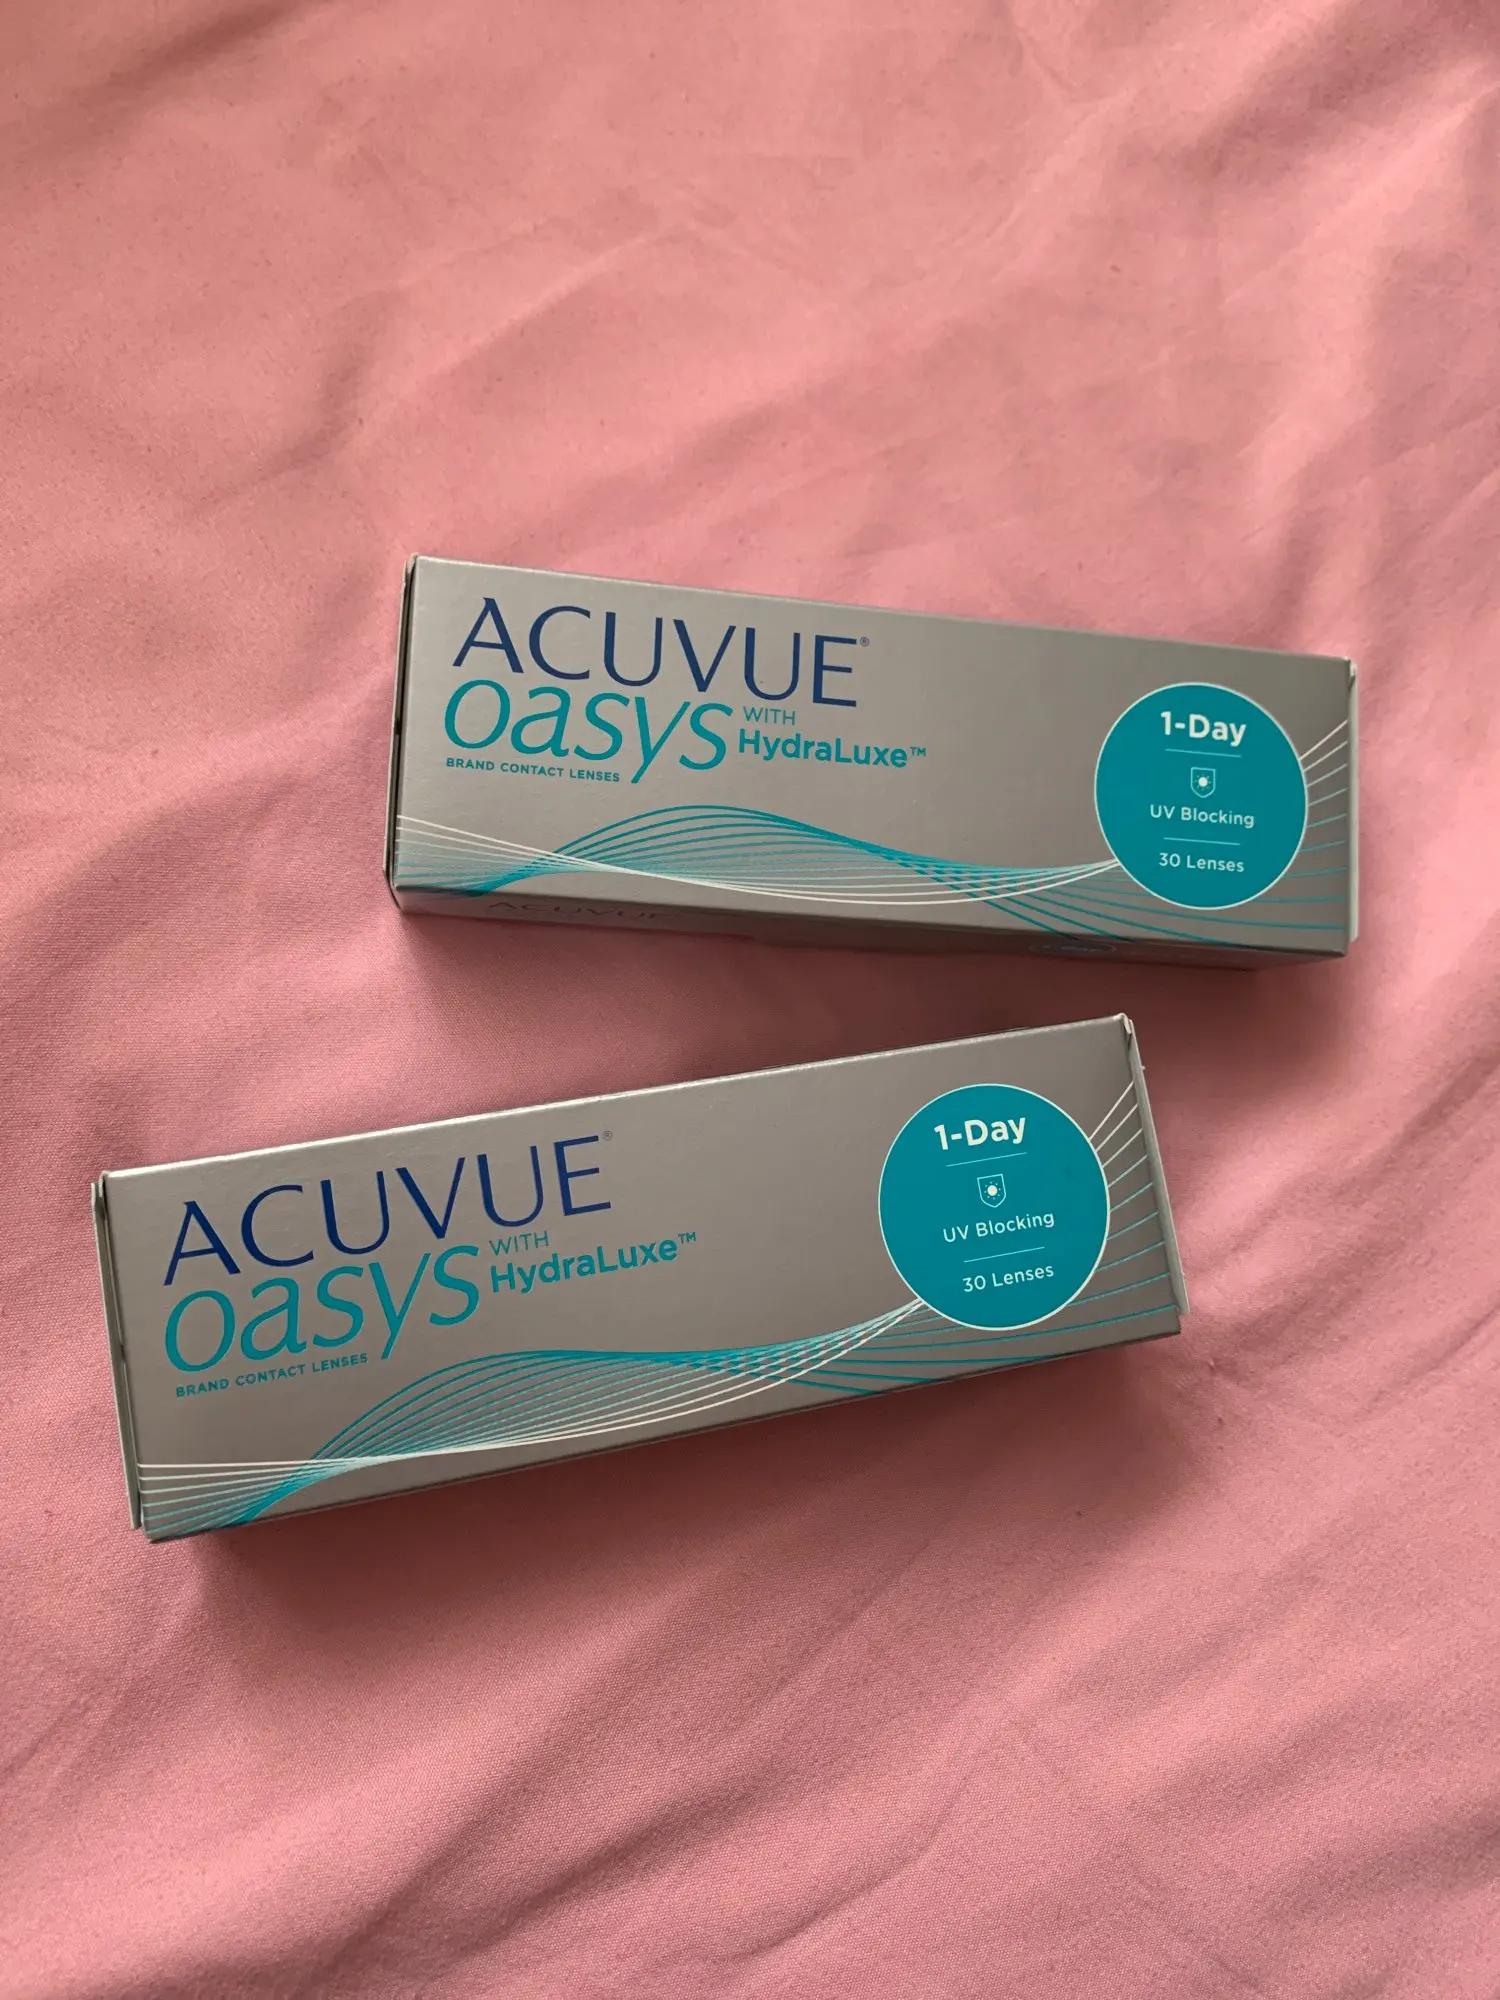 ACUVUE®
oasys WITH
HydraLuxe™
BRAND CONTACT LENSES
1-Day
UV Blocking
30 Lenses
ACUVUE
ACUVUE®
oasys WITH
HydraLuxe™
BRAND CONTACT LENSES
1-Day
UV Blocking
30 Lenses